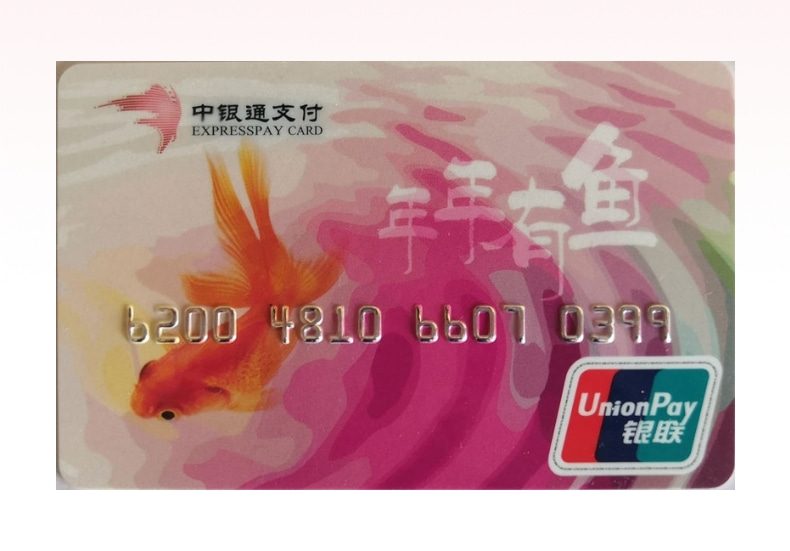 中银通支付
EXPRESSPAY CARD
年年有鱼
6200 4810 6607 0399
UnionPay
银联